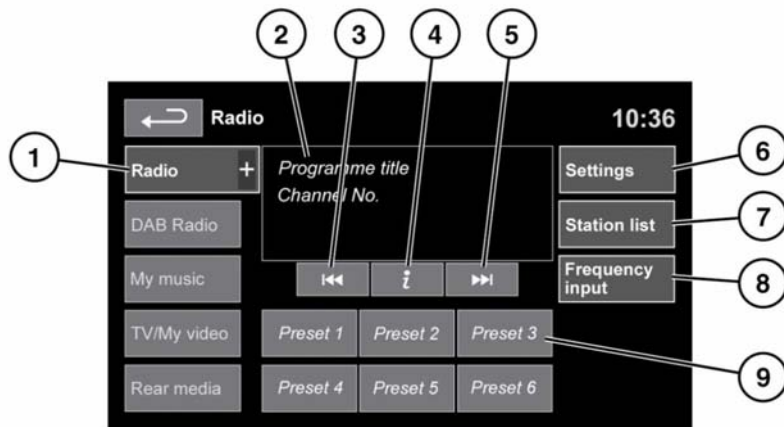 2
3
4
5
Radio
10:36
1
Radio +
Programme title
Channel No.
Settings
6
DAB Radio
Station list
7
My music
i
Frequency
input
8
TV/My video
Preset 1
Preset 2
Preset 3
9
Rear media
Preset 4
Preset 5
Preset 6